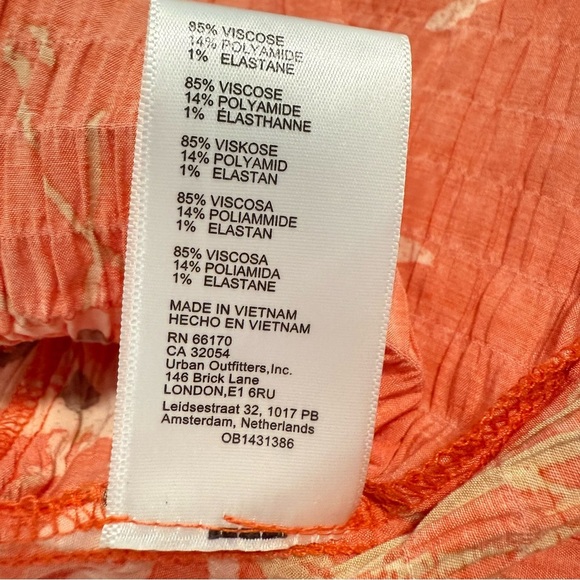 85% VISCOSE
14% POLYAMIDE
1% ELASTANE
85% VISCOSE
14% POLYAMIDE
1% ÉLASTHANNE
85% VISKOSE
14% POLYAMID
1% ELASTAN
85% VISCOSA
14% POLIAMMIDE
1% ELASTAN
85% VISCOSA
14% POLIAMIDA
1% ELASTANE
MADE IN VIETNAM
HECHO EN VIETNAM
RN 66170
CA 32054
Urban Outfitters,Inc.
146 Brick Lane
LONDON,E1 6RU
Leidsestraat 32, 1017 PB
Amsterdam, Netherlands
OB1431386